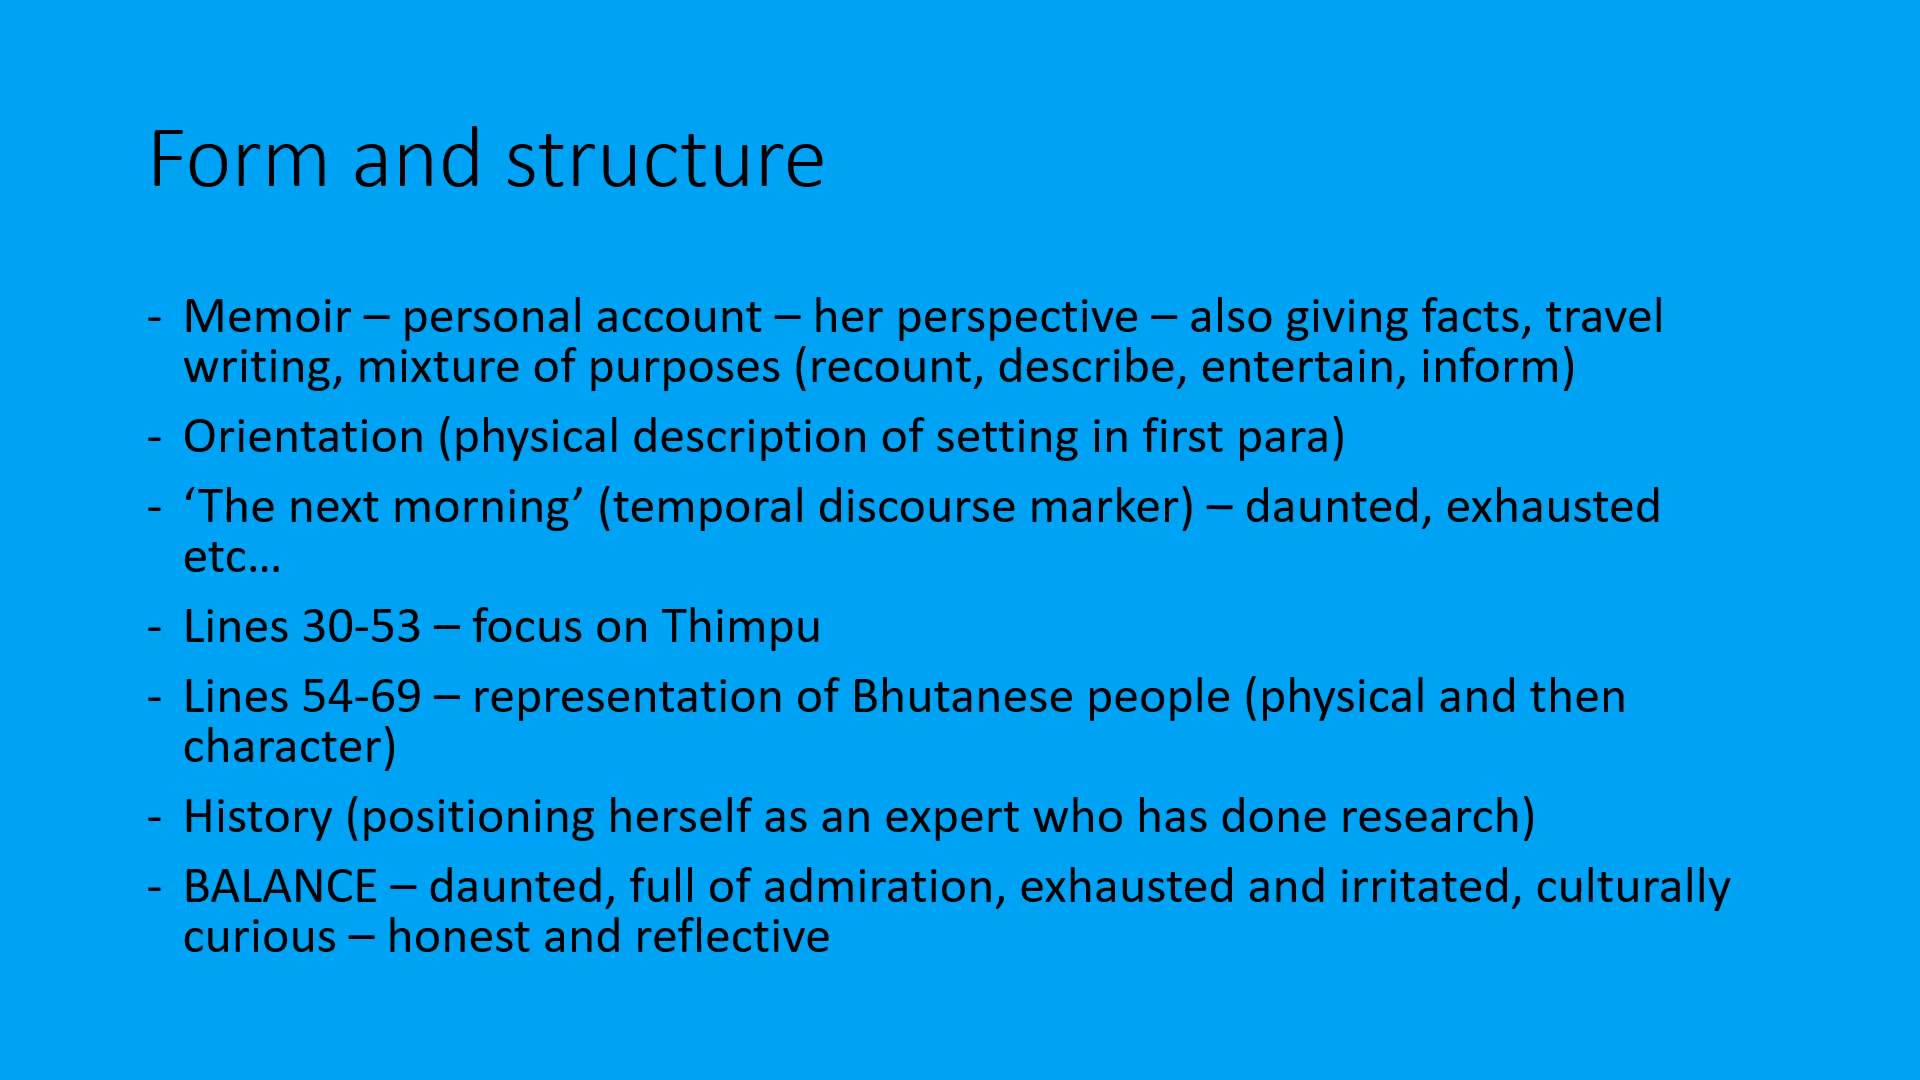 Form and structure
- Memoir – personal account – her perspective – also giving facts, travel
writing, mixture of purposes (recount, describe, entertain, inform)
- Orientation (physical description of setting in first para)
- ‘The next morning’ (temporal discourse marker) – daunted, exhausted
etc…
- Lines 30-53 – focus on Thimpu
- Lines 54-69 – representation of Bhutanese people (physical and then
character)
- History (positioning herself as an expert who has done research)
- BALANCE – daunted, full of admiration, exhausted and irritated, culturally
curious – honest and reflective